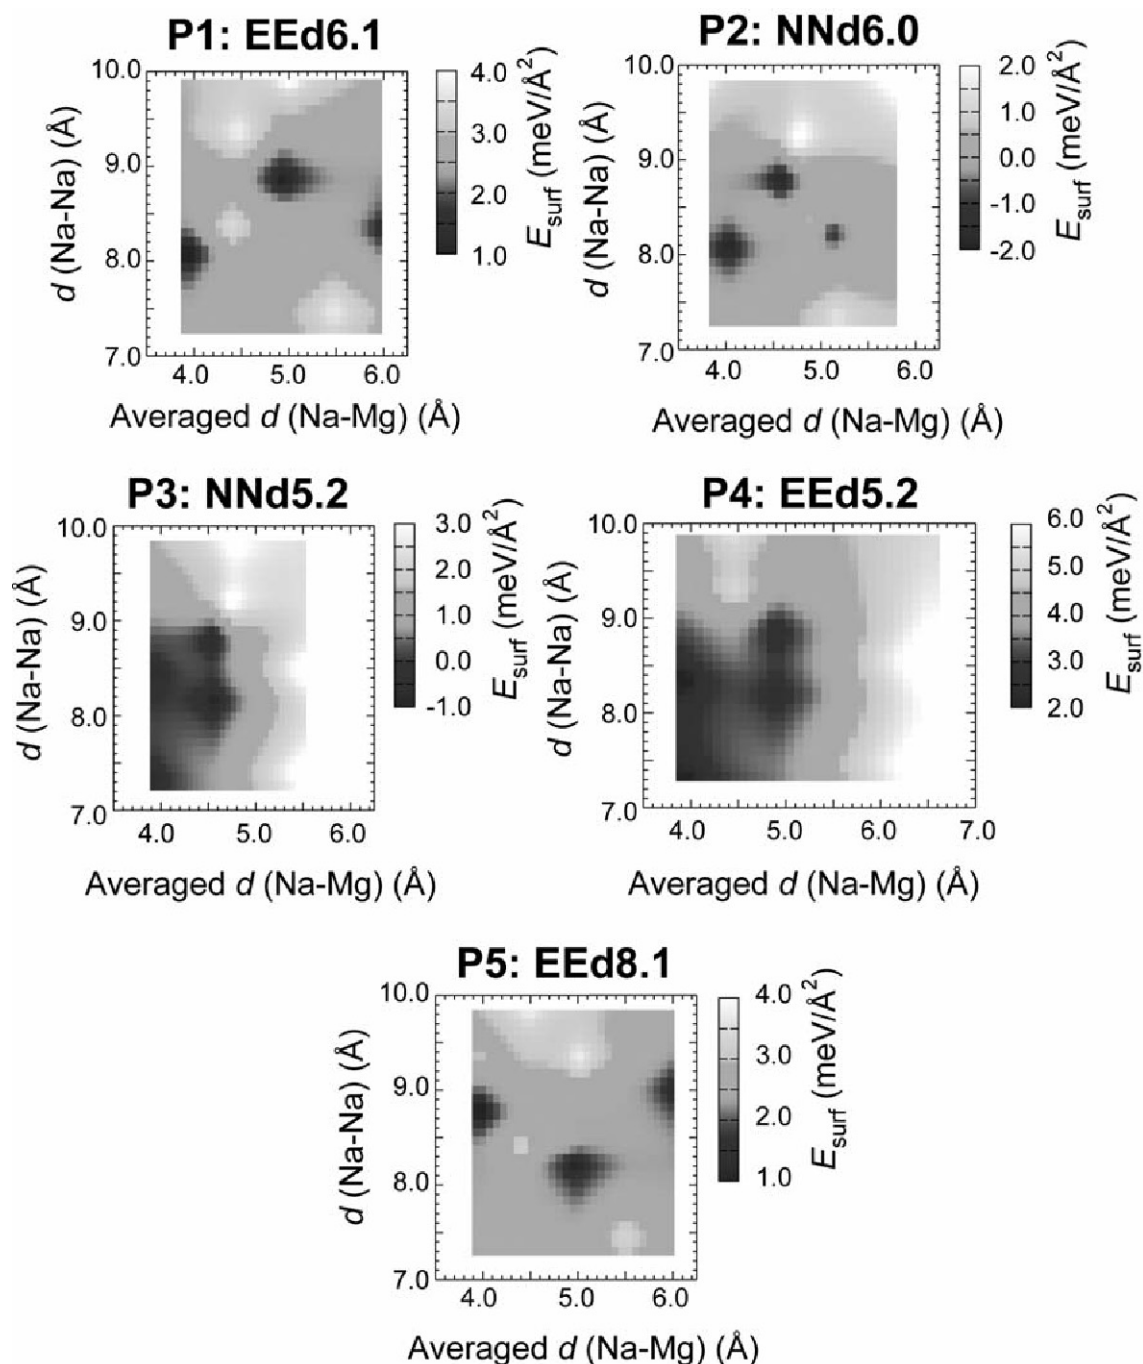 P1: EEd6.1
10.0
9.0
8.0
7.0
d (Na-Na) (Å)
4.0 5.0 6.0
Averaged d (Na-Mg) (Å)
4.0
3.0
2.0
1.0
E_surf (meV/Å²)
P2: NNd6.0
10.0
9.0
8.0
7.0
d (Na-Na) (Å)
4.0 5.0 6.0
Averaged d (Na-Mg) (Å)
2.0
1.0
0.0
-1.0
-2.0
E_surf (meV/Å²)
P3: NNd5.2
10.0
9.0
8.0
7.0
d (Na-Na) (Å)
4.0 5.0 6.0
Averaged d (Na-Mg) (Å)
3.0
2.0
1.0
0.0
-1.0
E_surf (meV/Å²)
P4: EEd5.2
10.0
9.0
8.0
7.0
d (Na-Na) (Å)
4.0 5.0 6.0 7.0
Averaged d (Na-Mg) (Å)
6.0
5.0
4.0
3.0
2.0
E_surf (meV/Å²)
P5: EEd8.1
10.0
9.0
8.0
7.0
d (Na-Na) (Å)
4.0 5.0 6.0
Averaged d (Na-Mg) (Å)
4.0
3.0
2.0
1.0
E_surf (meV/Å²)